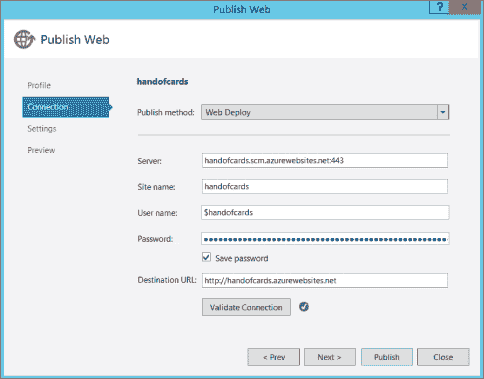 Publish Web
? x
Publish Web
Profile
Connection
Settings
Preview
handofcards
Publish method: Web Deploy
Server: handofcards.scm.azurewebsites.net:443
Site name: handofcards
User name: $handofcards
Password: ••••••••••••••••••••••••••••••••••••••••••••••••
Save password
Destination URL: http://handofcards.azurewebsites.net
Validate Connection
< Prev Next > Publish Close